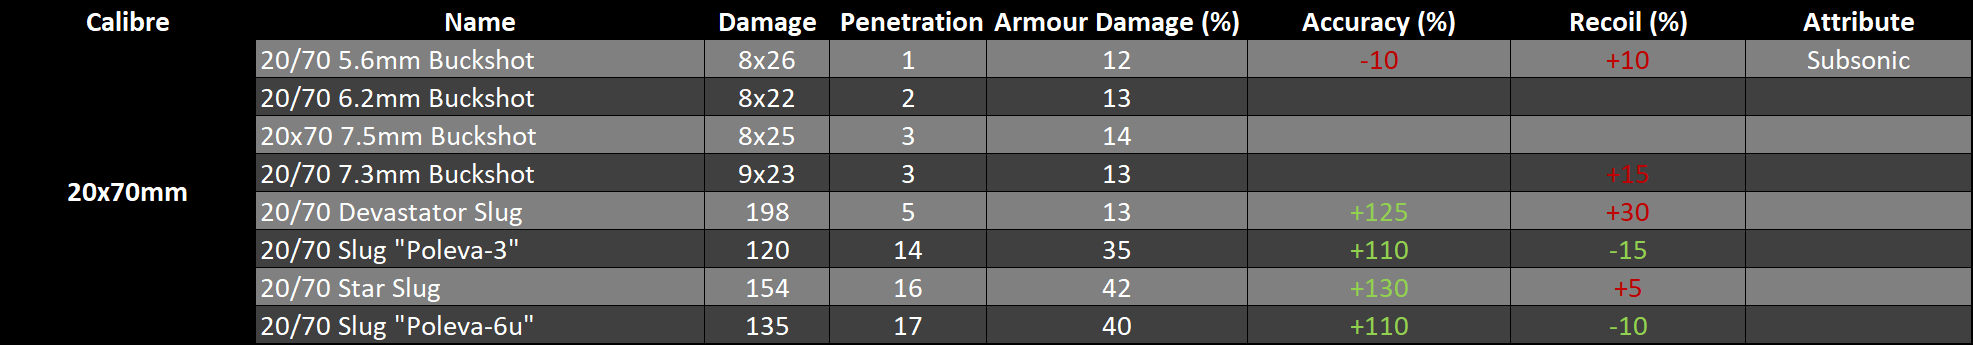 Calibre Name Damage Penetration Armour Damage (%) Accuracy (%) Recoil (%) Attribute
20/70 5.6mm Buckshot 8x26 1 12 -10 +10 Subsonic
20/70 6.2mm Buckshot 8x22 2 13
20x70 7.5mm Buckshot 8x25 3 14
20/70 7.3mm Buckshot 9x23 3 13 +15
20x70mm
20/70 Devastator Slug 198 5 13 +125 +30
20/70 Slug "Poleva-3" 120 14 35 +110 -15
20/70 Star Slug 154 16 42 +130 +5
20/70 Slug "Poleva-6u" 135 17 40 +110 -10